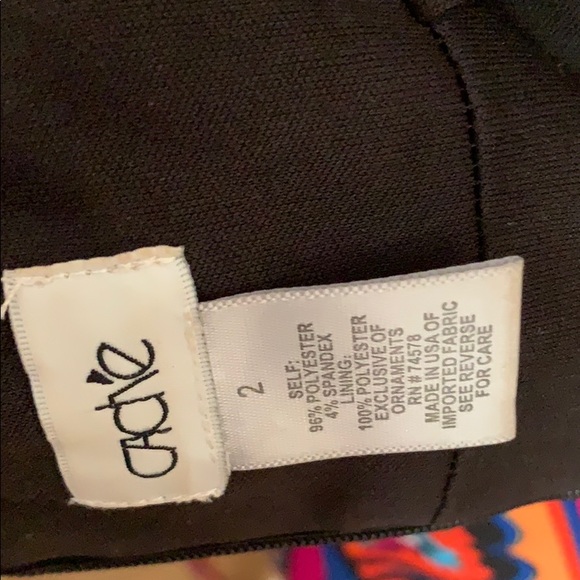 CACHE
2
SELF:
96% POLYESTER
4% SPANDEX
LINING:
100% POLYESTER
EXCLUSIVE OF
ORNAMENTS
RN# 74578
MADE IN USA OF
IMPORTED FABRIC
SEE REVERSE
FOR CARE